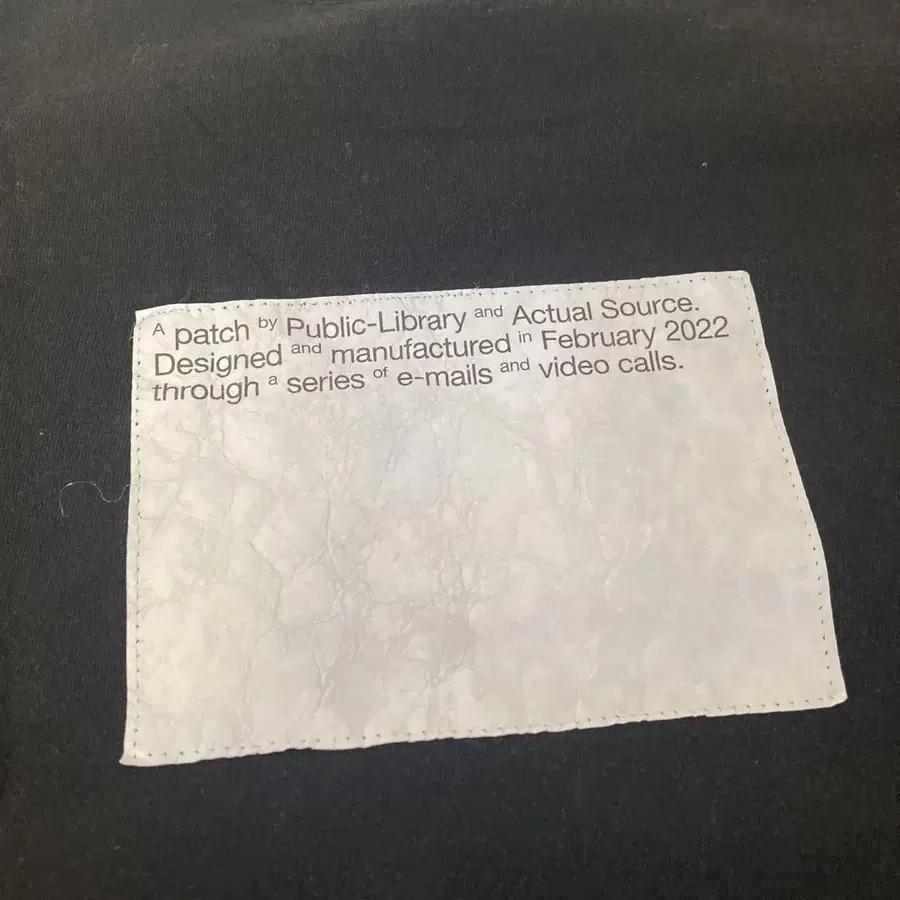 A patch by Public-Library and Actual Source.
Designed and manufactured in February 2022
through a series of e-mails and video calls.